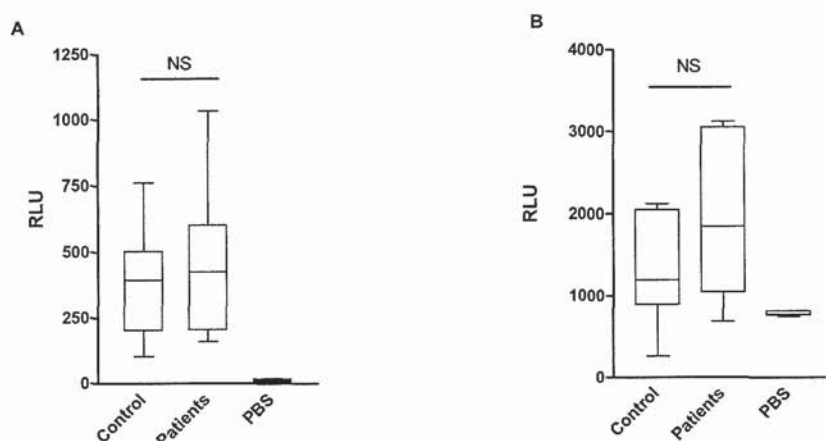 A
RLU
1250
1000
750
500
250
0
NS
Control
Patients
PBS
B
RLU
4000
3000
2000
1000
0
NS
Control
Patients
PBS